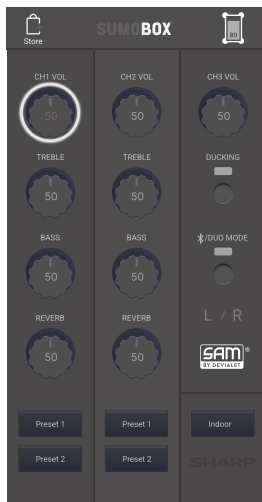 SUMOBOX
80
Store
CH1 VOL
CH2 VOL
CH3 VOL
50
50
50
TREBLE
TREBLE
DUCKING
50
50
BASS
BASS
/DUO MODE
50
50
REVERB
REVERB
L / R
50
50
SAM®
BY DEVIALET
Preset 1
Preset 1
Indoor
Preset 2
Preset 2
SHARP